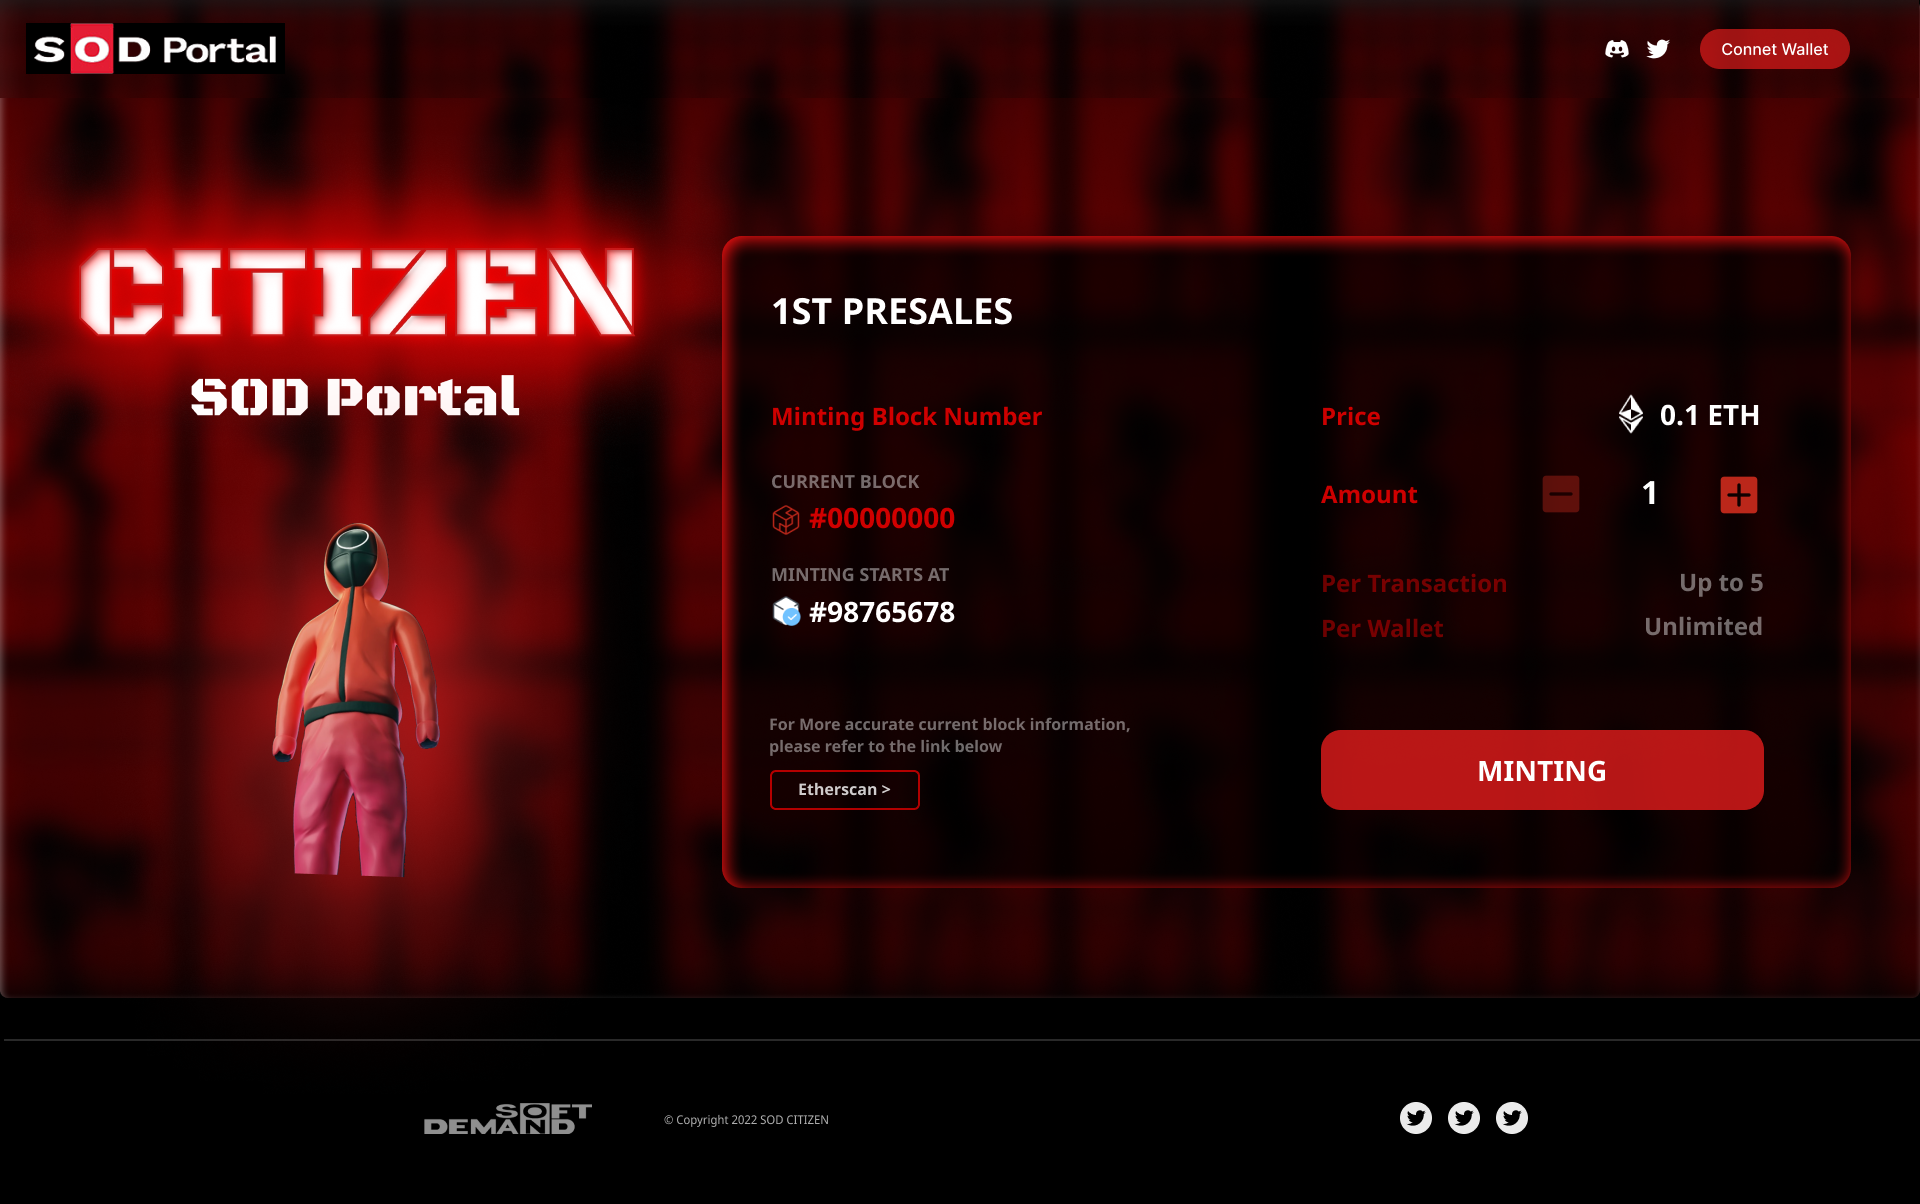 SOD Portal
Connet Wallet
CITIZEN
SOD Portal
1ST PRESALES
Minting Block Number
CURRENT BLOCK
#00000000
MINTING STARTS AT
#98765678
For More accurate current block information,
please refer to the link below
Etherscan >
Price
0.1 ETH
Amount
1
Per Transaction
Up to 5
Per Wallet
Unlimited
MINTING
SOFT
DEMAND
© Copyright 2022 SOD CITIZEN